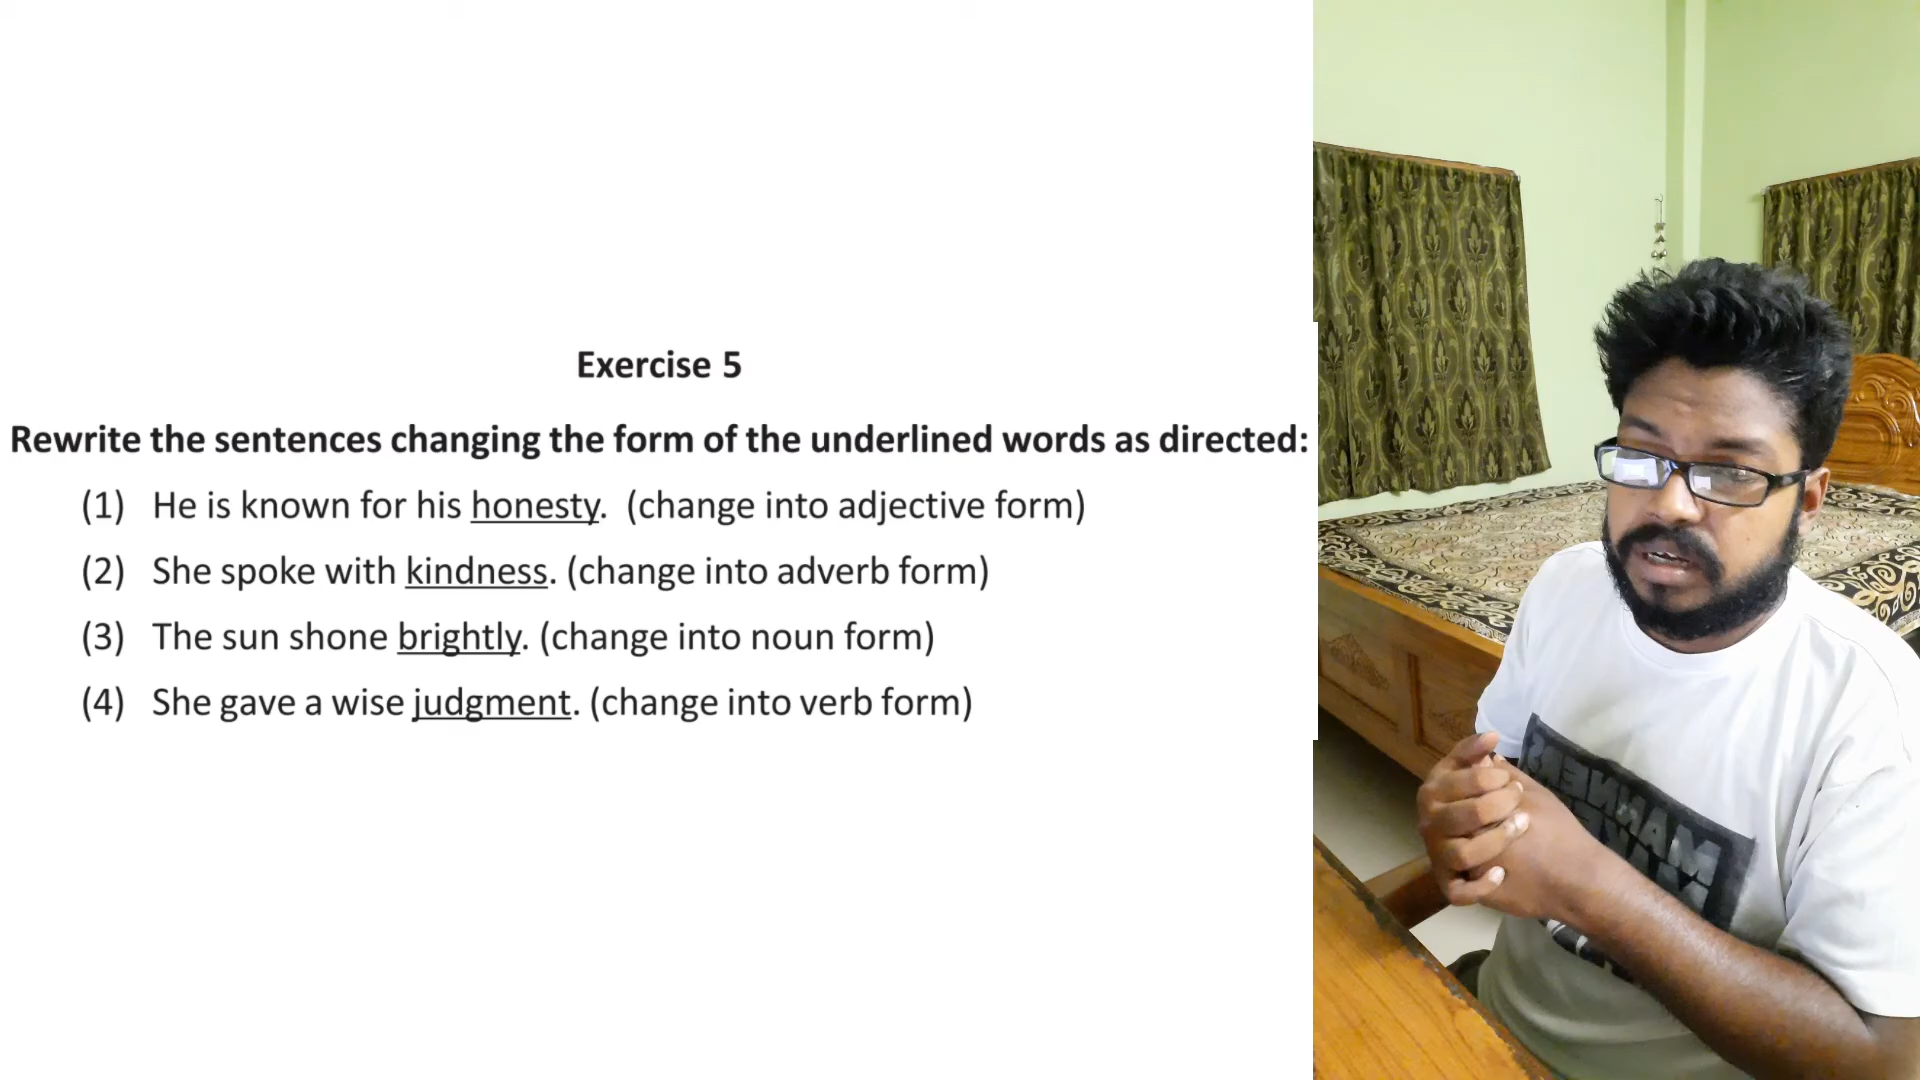 Exercise 5
Rewrite the sentences changing the form of the underlined words as directed:
(1) He is known for his honesty. (change into adjective form)
(2) She spoke with kindness. (change into adverb form)
(3) The sun shone brightly. (change into noun form)
(4) She gave a wise judgment. (change into verb form)
MANNERS